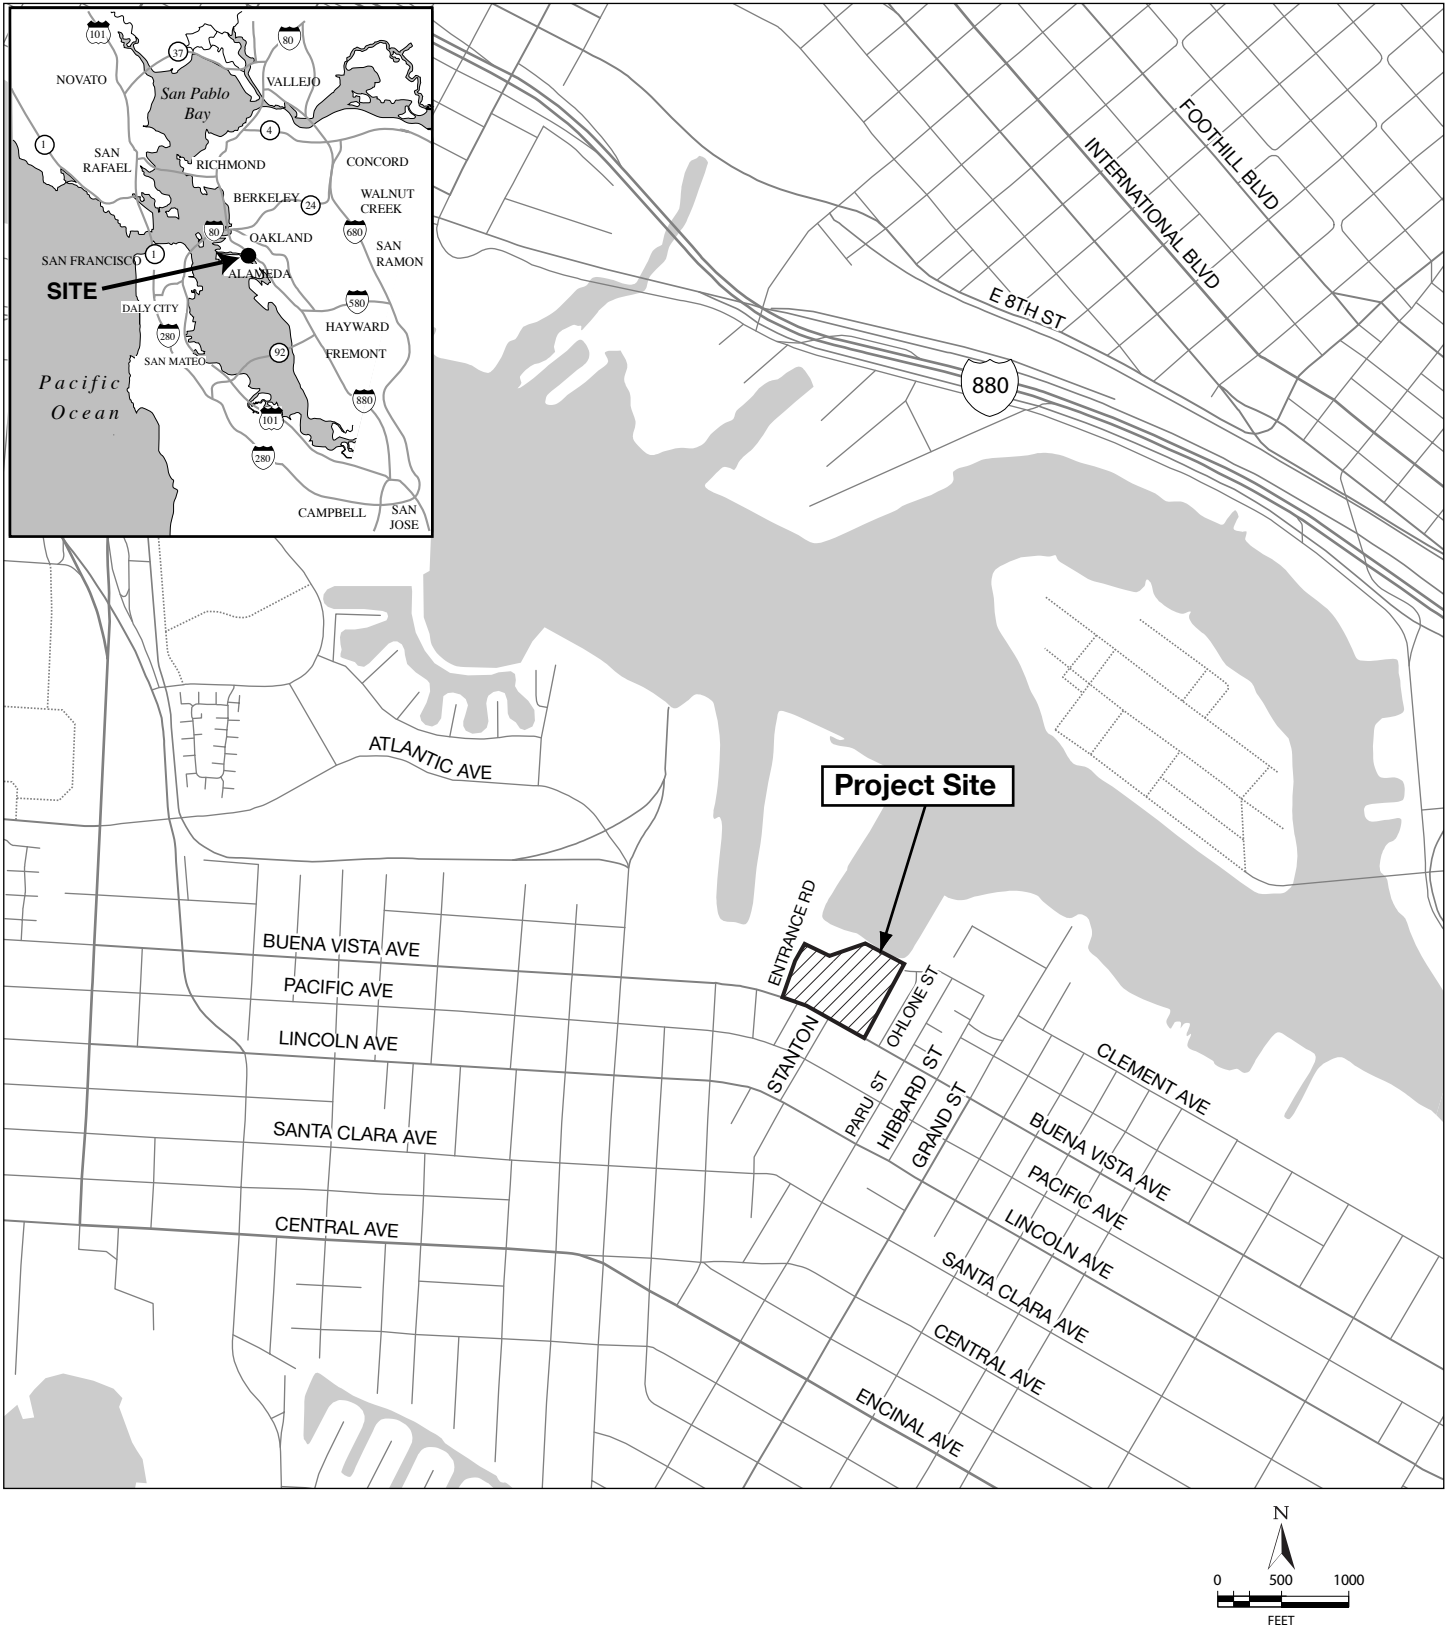 101
37
80
NOVATO
VALLEJO
San Pablo
Bay
4
1
SAN
RAFAEL
RICHMOND
CONCORD
BERKELEY
24
WALNUT
CREEK
80
680
OAKLAND
SAN
RAMON
SAN FRANCISCO
1
ALAMEDA
SITE
DALY CITY
580
280
HAYWARD
SAN MATEO
92
FREMONT
Pacific
Ocean
880
101
280
CAMPBELL
SAN
JOSE
FOOTHILL BLVD
INTERNATIONAL BLVD
E 8TH ST
880
ATLANTIC AVE
Project Site
ENTRANCE RD
BUENA VISTA AVE
PACIFIC AVE
LINCOLN AVE
SANTA CLARA AVE
CENTRAL AVE
STANTON
OHLONE ST
PARU ST
HIBBARD ST
GRAND ST
CLEMENT AVE
BUENA VISTA AVE
PACIFIC AVE
LINCOLN AVE
SANTA CLARA AVE
CENTRAL AVE
ENCINAL AVE
N
0 500 1000
FEET